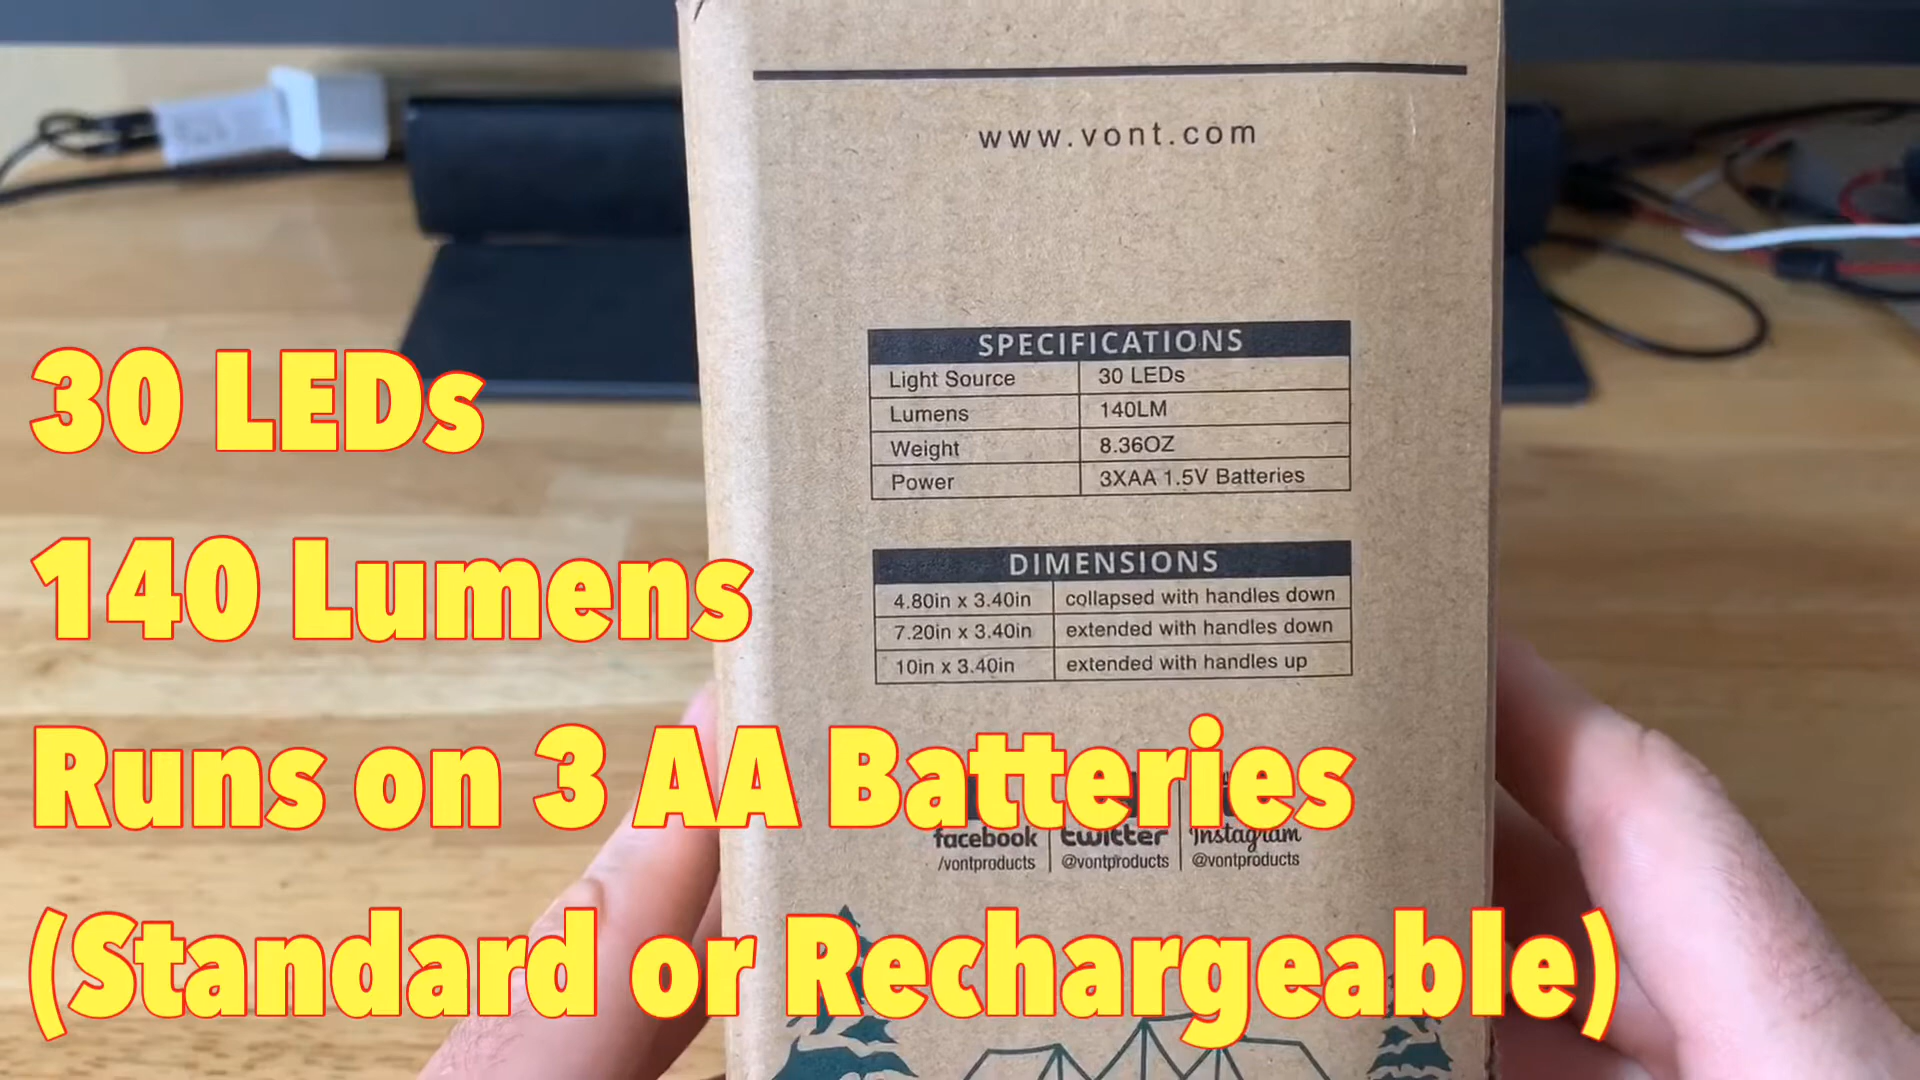 www.vont.com
SPECIFICATIONS
Light Source 30 LEDs
Lumens 140LM
Weight 8.36OZ
Power 3XAA 1.5V Batteries
DIMENSIONS
4.80in x 3.40in collapsed with handles down
7.20in x 3.40in extended with handles down
10in x 3.40in extended with handles up
facebook twitter Instagram
/vontproducts @vontproducts @vontproducts
30 LEDs
140 Lumens
Runs on 3 AA Batteries
(Standard or Rechargeable)